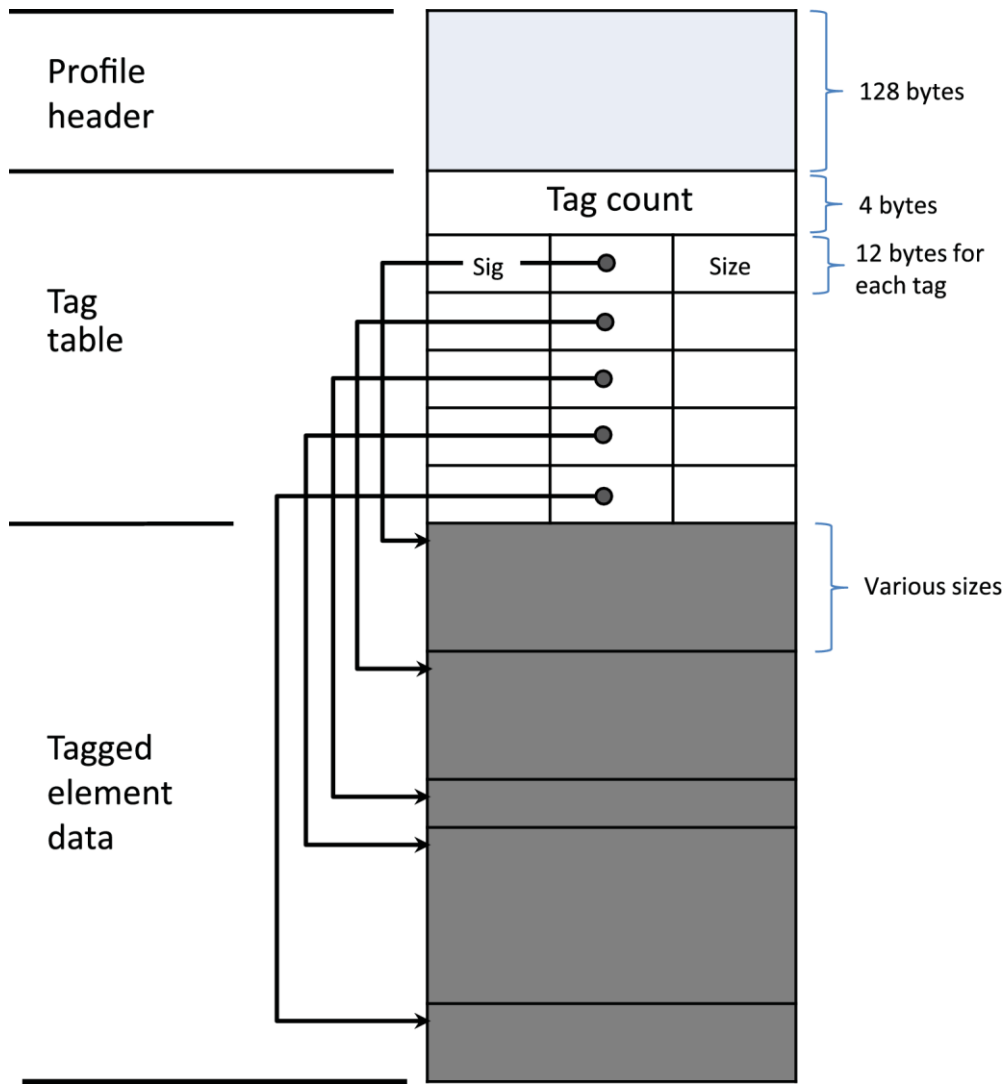 Profile
header
128 bytes
Tag count
4 bytes
Sig
Size
12 bytes for
each tag
Tag
table
Various sizes
Tagged
element
data